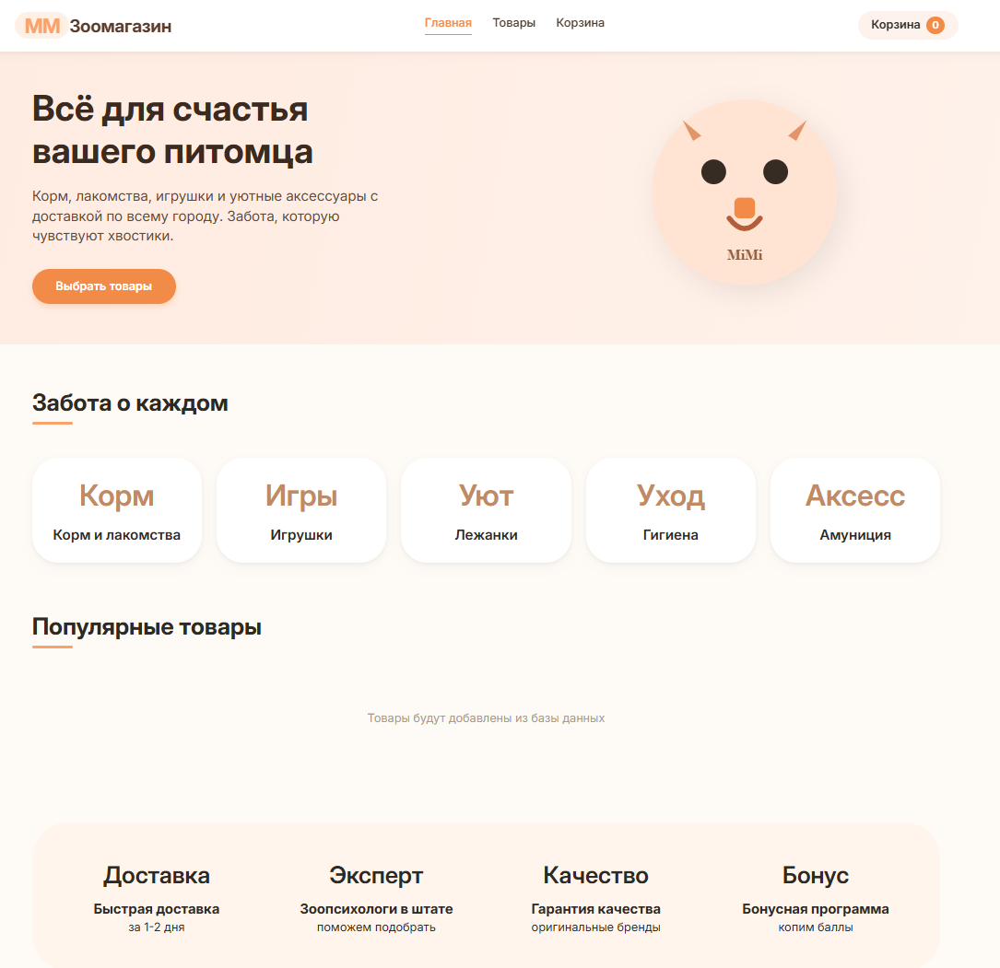 MM Зоомагазин
Главная Товары Корзина
Корзина 0
Всё для счастья
вашего питомца
Корм, лакомства, игрушки и уютные аксессуары с
доставкой по всему городу. Забота, которую
чувствуют хвостики.
Выбрать товары
MiMi
Забота о каждом
Корм
Корм и лакомства
Игры
Игрушки
Уют
Лежанки
Уход
Гигиена
Аксесс
Амуниция
Популярные товары
Товары будут добавлены из базы данных
Доставка
Быстрая доставка
за 1-2 дня
Эксперт
Зоопсихологи в штате
поможем подобрать
Качество
Гарантия качества
оригинальные бренды
Бонус
Бонусная программа
копим баллы